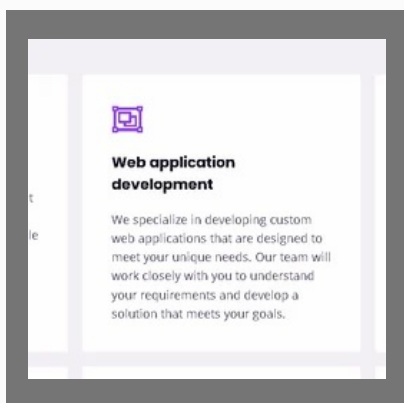 Web application
development
We specialize in developing custom
web applications that are designed to
meet your unique needs. Our team will
work closely with you to understand
your requirements and develop a
solution that meets your goals.
t
le